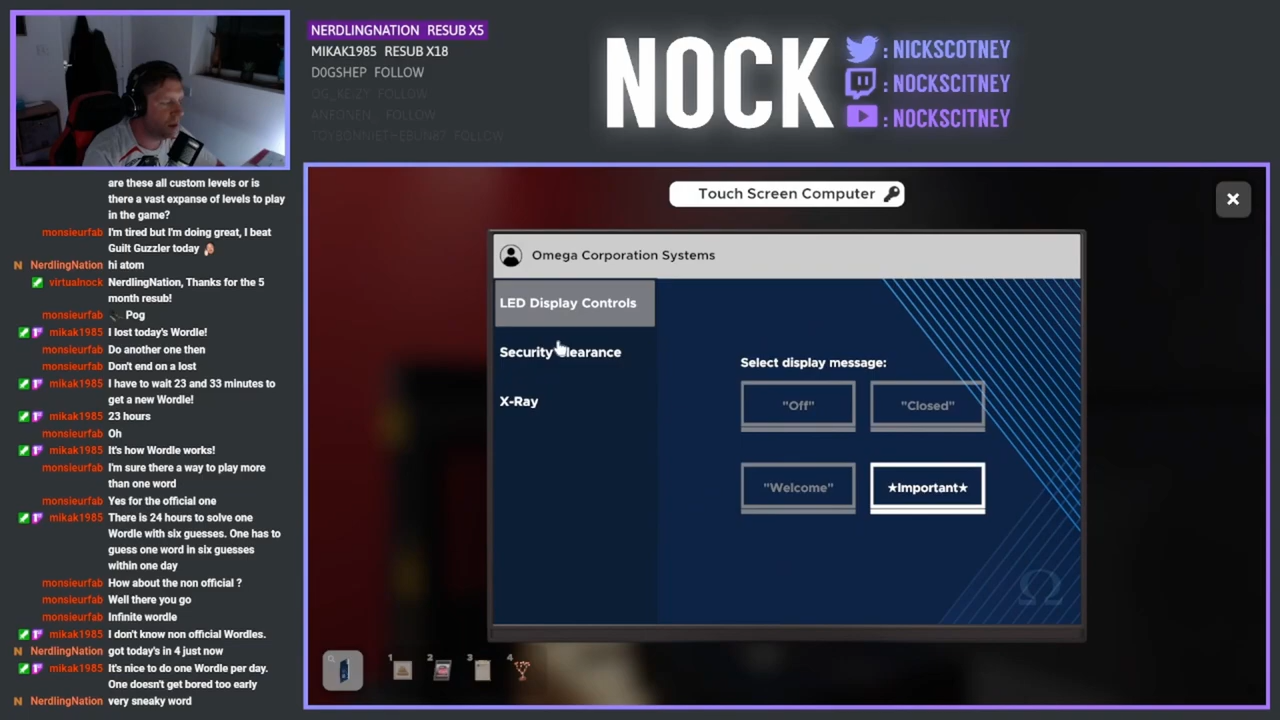 NERDLINGNATION RESUB X5
MIKAK1985 RESUB X18
D0GSHEP FOLLOW
OG_KEIZY FOLLOW
FOLLOW
TOYBONNIETHEBUN87 FOLLOW
NOCK
: NICKSCOTNEY
: NOCKSCITNEY
: NOCKSCITNEY
are these all custom levels or is
there a vast expanse of levels to play
in the game?
monsieurfab I'm tired but I'm doing great, I beat
Guilt Guzzler today
N NerdlingNation hi atom
virtualnock NerdlingNation, Thanks for the 5
month resub!
monsieurfab Pog
mikak1985 I lost today's Wordle!
monsieurfab Do another one then
monsieurfab Don't end on a lost
mikak1985 I have to wait 23 and 33 minutes to
get a new Wordle!
mikak1985 23 hours
monsieurfab Oh
mikak1985 It's how Wordle works!
monsieurfab I'm sure there a way to play more
than one word
monsieurfab Yes for the official one
mikak1985 There is 24 hours to solve one
Wordle with six guesses. One has to
guess one word in six guesses
within one day
monsieurfab How about the non official ?
monsieurfab Well there you go
monsieurfab Infinite wordle
mikak1985 I don't know non official Wordles.
N NerdlingNation got today's in 4 just now
mikak1985 It's nice to do one Wordle per day.
One doesn't get bored too early
N NerdlingNation very sneaky word
Touch Screen Computer
Omega Corporation Systems
LED Display Controls
Security Clearance
X-Ray
Select display message:
"Off" "Closed"
"Welcome" ★Important★
Ω
1 2 3 4